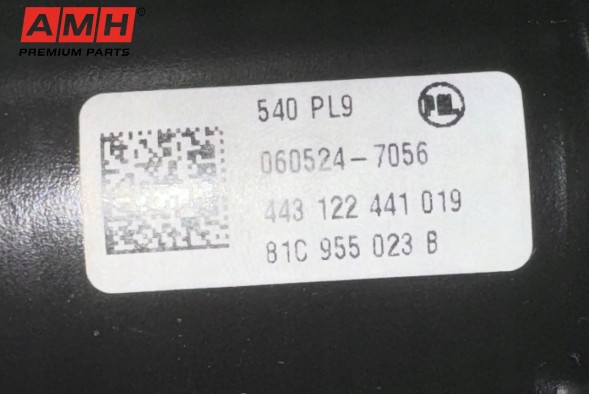 AMH
PREMIUM PARTS
540 PL9
060524-7056
443 122 441 019
81C 955 023 B